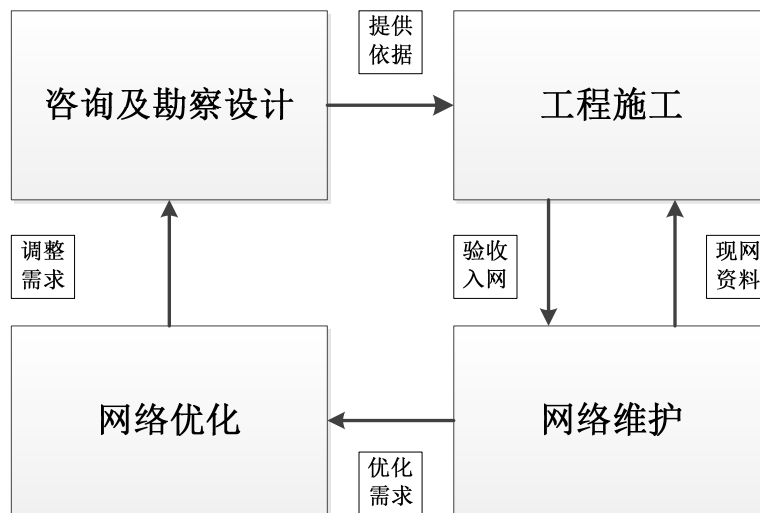 提供
依据
咨询及勘察设计
工程施工
调整
需求
验收
入网
现网
资料
网络优化
网络维护
优化
需求